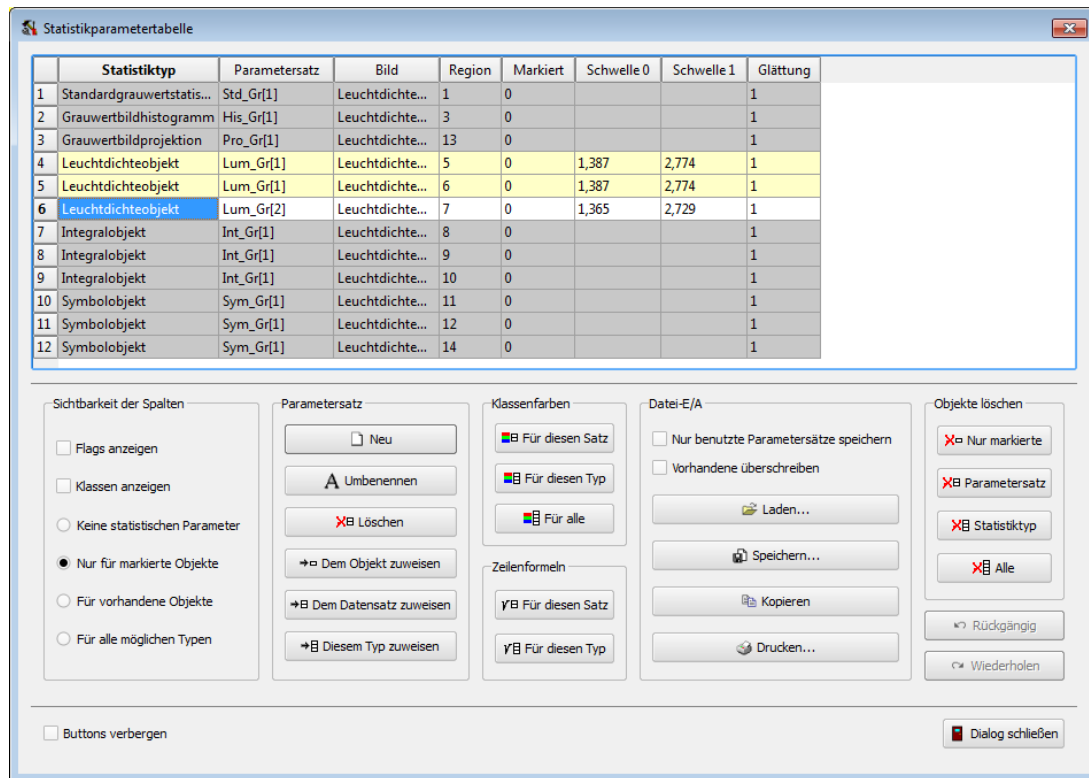 Statistikparametertabelle
Statistiktyp Parametersatz Bild Region Markiert Schwelle 0 Schwelle 1 Glättung
1 Standardgrauwertstatis... Std_Gr[1] Leuchtdichte... 1 0 1
2 Grauwertbildhistogramm His_Gr[1] Leuchtdichte... 3 0 1
3 Grauwertbildprojektion Pro_Gr[1] Leuchtdichte... 13 0 1
4 Leuchtdichteobjekt Lum_Gr[1] Leuchtdichte... 5 0 1,387 2,774 1
5 Leuchtdichteobjekt Lum_Gr[1] Leuchtdichte... 6 0 1,387 2,774 1
6 Leuchtdichteobjekt Lum_Gr[2] Leuchtdichte... 7 0 1,365 2,729 1
7 Integralobjekt Int_Gr[1] Leuchtdichte... 8 0 1
8 Integralobjekt Int_Gr[1] Leuchtdichte... 9 0 1
9 Integralobjekt Int_Gr[1] Leuchtdichte... 10 0 1
10 Symbolobjekt Sym_Gr[1] Leuchtdichte... 11 0 1
11 Symbolobjekt Sym_Gr[1] Leuchtdichte... 12 0 1
12 Symbolobjekt Sym_Gr[1] Leuchtdichte... 14 0 1
Sichtbarkeit der Spalten
Flags anzeigen
Klassen anzeigen
Keine statistischen Parameter
Nur für markierte Objekte
Für vorhandene Objekte
Für alle möglichen Typen
Parametersatz
Neu
Umbenennen
Löschen
Dem Objekt zuweisen
Dem Datensatz zuweisen
Diesem Typ zuweisen
Klassenfarben
Für diesen Satz
Für diesen Typ
Für alle
Zeilenformeln
Für diesen Satz
Für diesen Typ
Datei-E/A
Nur benutzte Parametersätze speichern
Vorhandene überschreiben
Laden...
Speichern...
Kopieren
Drucken...
Objekte löschen
Nur markierte
Parametersatz
Statistiktyp
Alle
Rückgängig
Wiederholen
Buttons verbergen
Dialog schließen